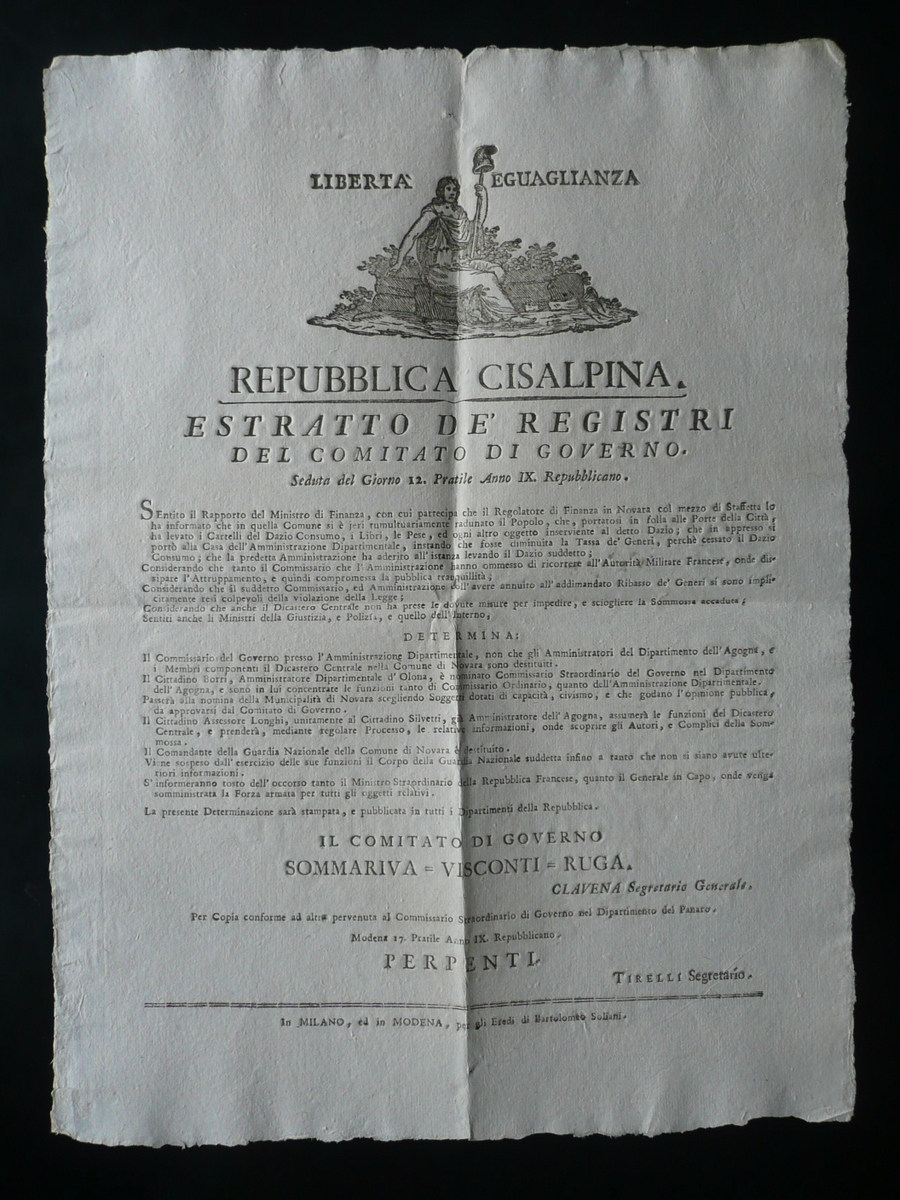 LIBERTA' EGUAGLIANZA
REPUBBLICA CISALPINA.
ESTRATTO DE' REGISTRI
DEL COMITATO DI GOVERNO.
Seduta del Giorno 12. Pratile Anno IX. Repubblicano.
SEntito il Rapporto del Ministro di Finanza, con cui partecipa che il Regolatore di Finanza in Novara col mezzo di Staffetta lo
ha informato che in quella Comune si è jeri tumultuariamente radunato il Popolo, che, portatosi in folla alle Porte della Città,
ha levato i Cartelli del Dazio Consumo, i Libri, le Pese, ed ogni altro oggetto inserviente al detto Dazio; che in appresso si
portò alla Casa dell'Amministrazione Dipartimentale, instando che fosse diminuita la Tassa de' Generi, perchè cessato il Dazio
Consumo; che la predetta Amministrazione ha aderito all'istanza levando il Dazio suddetto;
Considerando che tanto il Commissario che l'Amministrazione hanno ommesso di ricorrere all'Autorità Militare Francese, onde dis-
sipare l'Attruppamento, e quindi compromessa la pubblica tranquillità;
Considerando che il suddetto Commissario, ed Amministrazione coll'avere annuito all'addimandato Ribasso de' Generi si sono impli-
citamente resi colpevoli della violazione della Legge;
Considerando che anche il Dicastero Centrale non ha prese le dovute misure per impedire, e sciogliere la Sommossa accaduta;
Sentiti anche li Ministri della Giustizia, e Polizia, e quello dell'Interno,
DETERMINA:
Il Commissario del Governo presso l'Amministrazione Dipartimentale, non che gli Amministratori del Dipartimento dell'Agogna, e
i Membri componenti il Dicastero Centrale nella Comune di Novara sono destituiti.
Il Cittadino Borri, Amministratore Dipartimentale d'Olona, è nominato Commissario Straordinario del Governo nel Dipartimento
dell'Agogna, e sono in lui concentrate le funzioni tanto di Commissario Ordinario, quanto dell'Amministrazione Dipartimentale.
Passerà alla nomina della Municipalità di Novara scegliendo Soggetti dotati di capacità, civismo, e che godano l'opinione pubblica,
da approvarsi dal Comitato di Governo.
Il Cittadino Assessore Longhi, unitamente al Cittadino Silvetti, già Amministratore dell'Agogna, assumerà le funzioni del Dicastero
Centrale, e prenderà, mediante regolare Processo, le relative informazioni, onde scoprire gli Autori, e Complici della Som-
mossa.
Il Comandante della Guardia Nazionale della Comune di Novara è destituito.
Viene sospeso dall'esercizio delle sue funzioni il Corpo della Guardia Nazionale suddetta infino a tanto che non si siano avute ulte-
riori informazioni.
S'informeranno tosto dell'occorso tanto il Ministro Straordinario della Repubblica Francese, quanto il Generale in Capo, onde venga
somministrata la Forza armata per tutti gli oggetti relativi.
La presente Determinazione sarà stampata, e pubblicata in tutti i Dipartimenti della Repubblica.
IL COMITATO DI GOVERNO
SOMMARIVA = VISCONTI = RUGA.
CLAVENA Segretario Generale.
Per Copia conforme ad altra pervenuta al Commissario Straordinario di Governo nel Dipartimento del Panaro.
Modena 17. Pratile Anno IX. Repubblicano.
PERPENTI.
TIRELLI Segretario.
In MILANO, ed in MODENA, per gli Eredi di Bartolomeo Soliani.